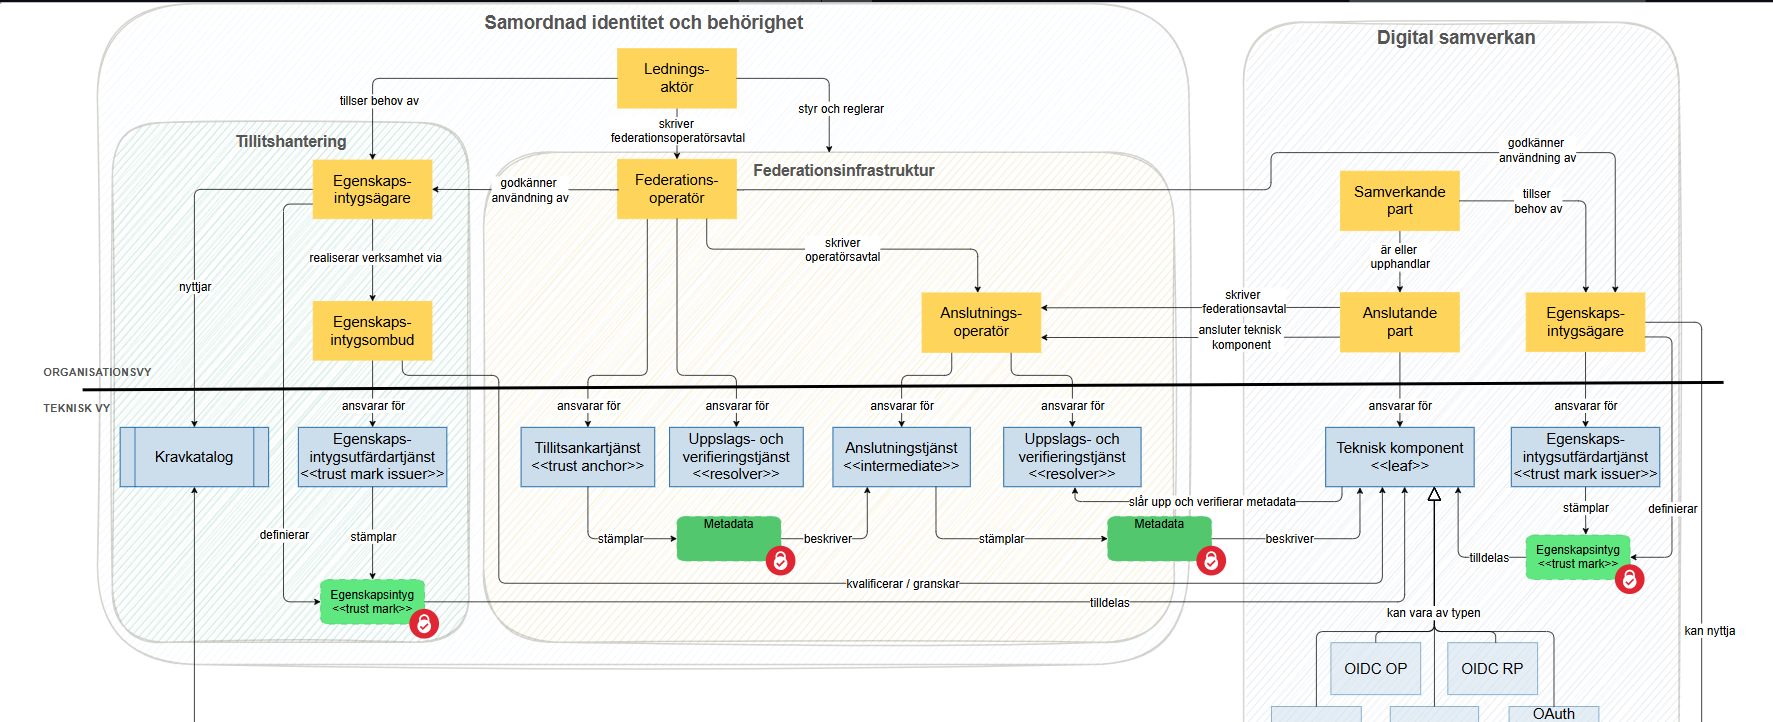 Samordnad identitet och behörighet
Digital samverkan
Lednings-
aktör
tillser behov av
styr och reglerar
skriver
federationsoperatörsavtal
Tillitshantering
Federationsinfrastruktur
godkänner
användning av
Egenskaps-
intygsägare
godkänner
användning av
Federations-
operatör
Samverkande
part
tillser
behov av
realiserar verksamhet via
skriver
operatörsavtal
är eller
upphandlar
nyttjar
Egenskaps-
intygsombud
Anslutnings-
operatör
skriver
federationsavtal
ansluter teknisk
komponent
Anslutande
part
Egenskaps-
intygsägare
ORGANISATIONSVY
TEKNISK VY
ansvarar för
ansvarar för
ansvarar för
ansvarar för
ansvarar för
ansvarar för
ansvarar för
Kravkatalog
Egenskaps-
intygsutfärdartjänst
<<trust mark issuer>>
Tillitsankartjänst
<<trust anchor>>
Uppslags- och
verifieringstjänst
<<resolver>>
Anslutningstjänst
<<intermediate>>
Uppslags- och
verifieringstjänst
<<resolver>>
Teknisk komponent
<<leaf>>
Egenskaps-
intygsutfärdartjänst
<<trust mark issuer>>
slår upp och verifierar metadata
stämplar
definierar
definierar
stämplar
stämplar
Metadata
beskriver
stämplar
Metadata
beskriver
tilldelas
Egenskapsintyg
<<trust mark>>
kvalificerar / granskar
Egenskapsintyg
<<trust mark>>
tilldelas
kan vara av typen
kan nyttja
OIDC OP
OIDC RP
OAuth